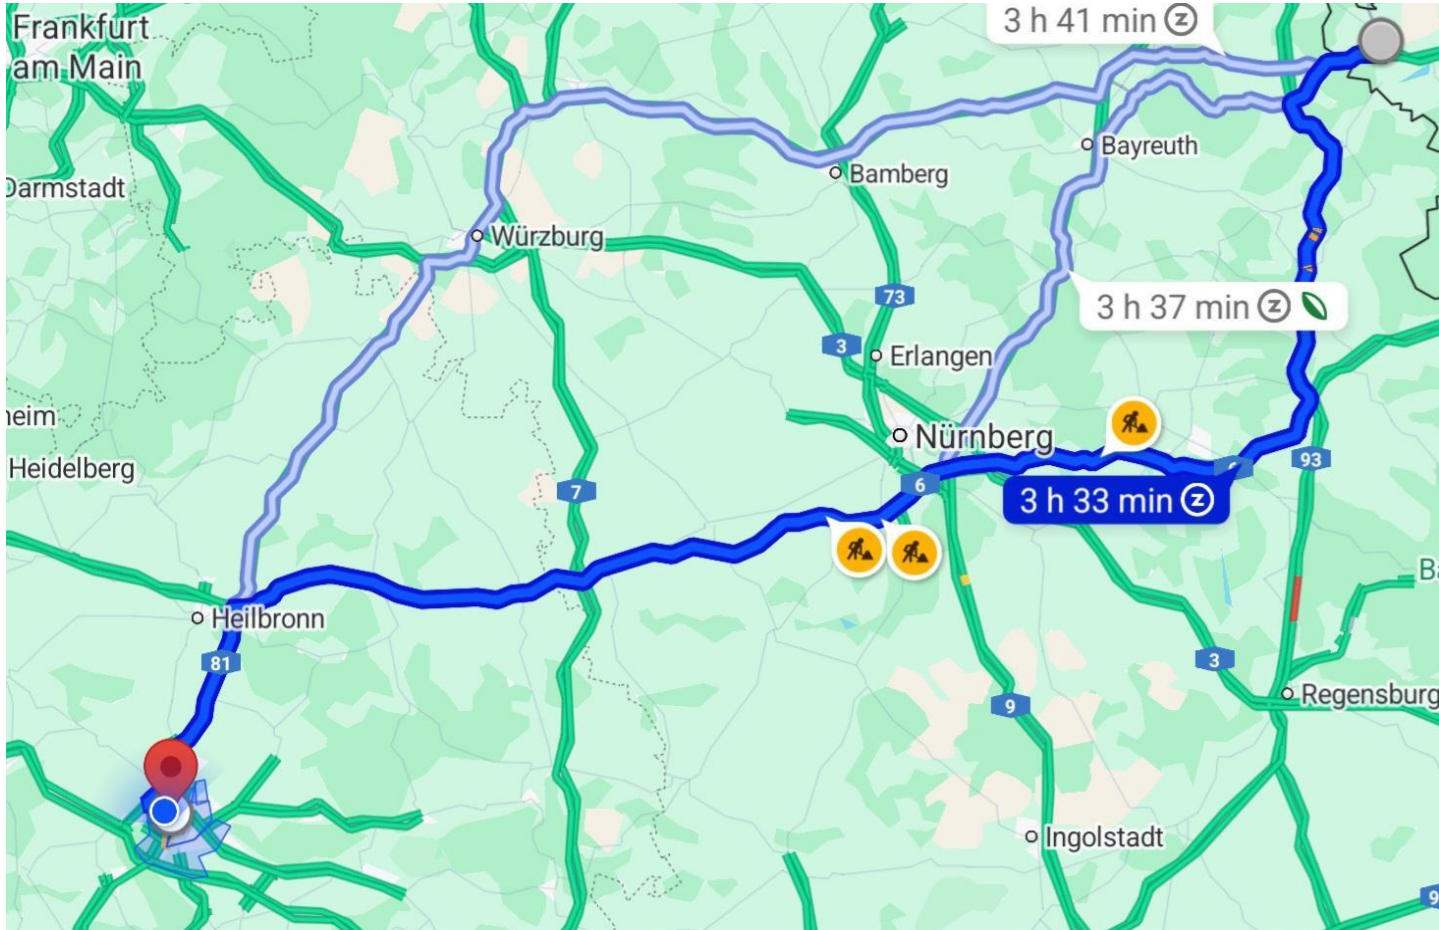 Frankfurt
am Main
3 h 41 min
Darmstadt
Bayreuth
Bamberg
Würzburg
73
3 h 37 min
3
Erlangen
heim
Nürnberg
Heidelberg
93
6
7
3 h 33 min
Heilbronn
81
3
9
Regensburg
Ingolstadt
9